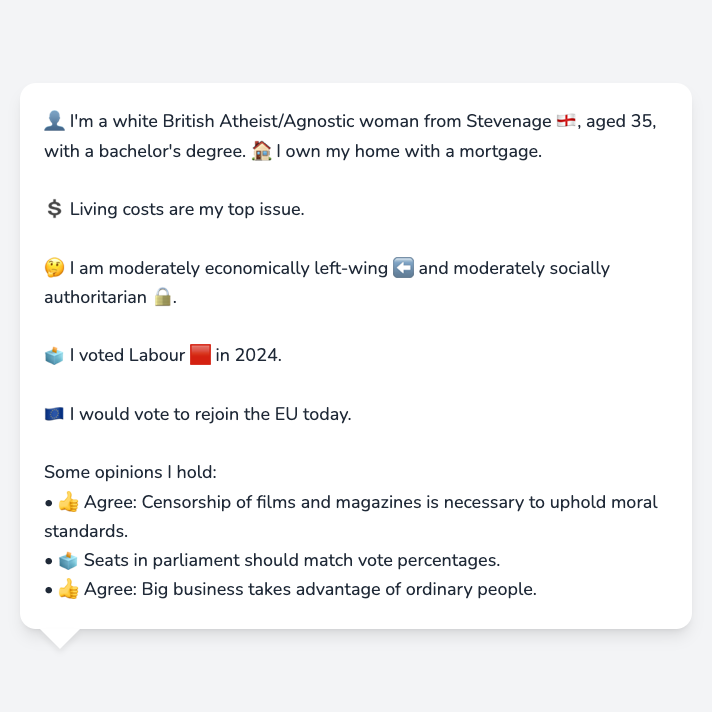 👤 I'm a white British Atheist/Agnostic woman from Stevenage 🏴󠁧󠁢󠁥󠁮󠁧󠁿, aged 35,
with a bachelor's degree. 🏠 I own my home with a mortgage.
💲 Living costs are my top issue.
🤔 I am moderately economically left-wing ⬅️ and moderately socially
authoritarian 🔒.
🗳️ I voted Labour 🟥 in 2024.
🇪🇺 I would vote to rejoin the EU today.
Some opinions I hold:
• 👍 Agree: Censorship of films and magazines is necessary to uphold moral
standards.
• 🗳️ Seats in parliament should match vote percentages.
• 👍 Agree: Big business takes advantage of ordinary people.